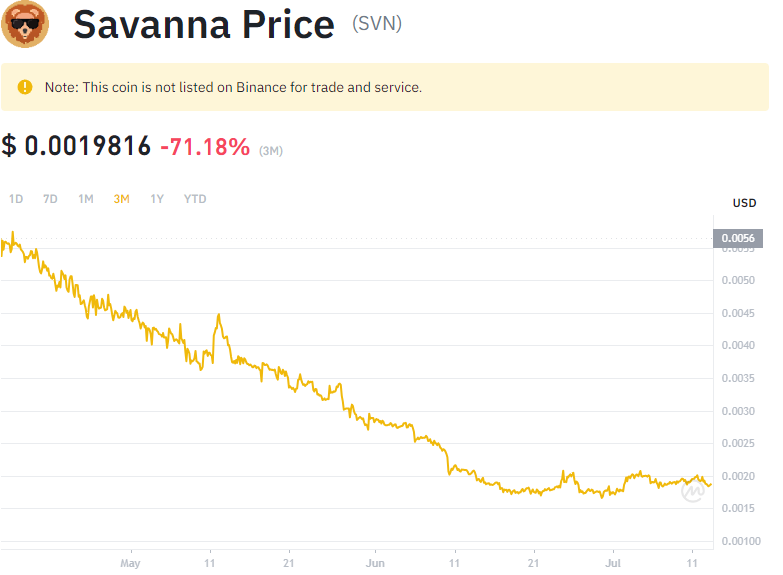 Savanna Price (SVN)
Note: This coin is not listed on Binance for trade and service.
$ 0.0019816 -71.18% (3M)
1D 7D 1M 3M 1Y YTD
USD
0.0056
0.0055
0.0050
0.0045
0.0040
0.0035
0.0030
0.0025
0.0020
0.0015
0.00100
May 11 21 Jun 11 21 Jul 11